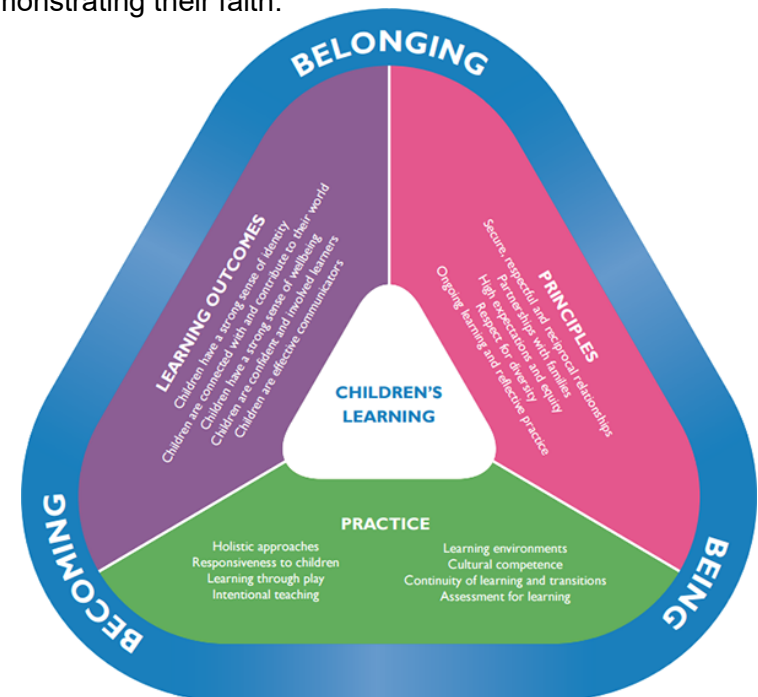 monstrating their faith.
BELONGING
LEARNING OUTCOMES
Children have a strong sense of identity
Children are connected with and contribute to their world
Children have a strong sense of wellbeing
Children are confident and involved learners
Children are effective communicators
PRINCIPLES
Secure, respectful and reciprocal relationships
Partnerships with families
High expectations and equity
Respect for diversity
Ongoing learning and reflective practice
CHILDREN'S
LEARNING
PRACTICE
Holistic approaches
Responsiveness to children
Learning through play
Intentional teaching
Learning environments
Cultural competence
Continuity of learning and transitions
Assessment for learning
BECOMING
BEING